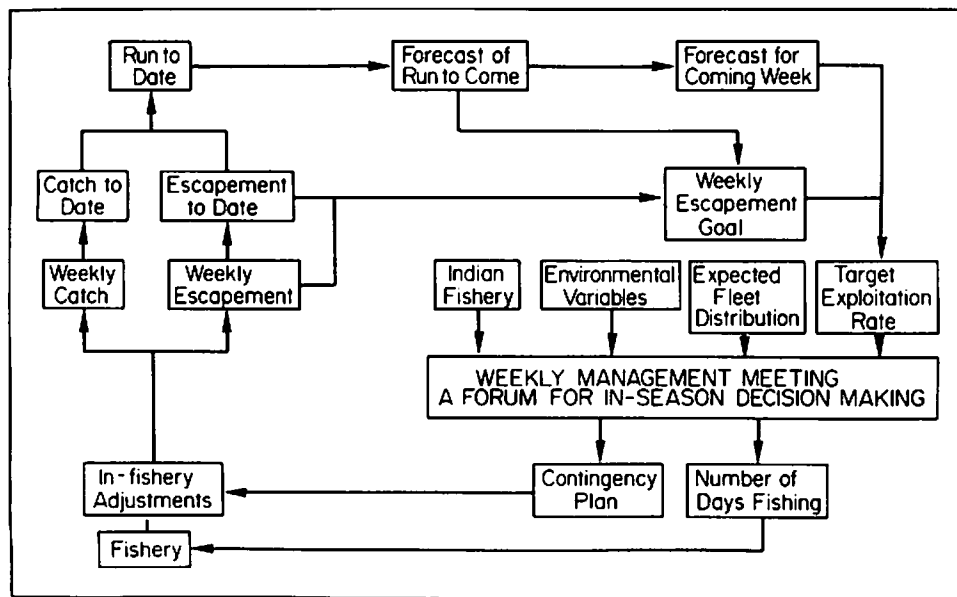 Run to
Date
Forecast of
Run to Come
Forecast for
Coming Week
Catch to
Date
Escapement
to Date
Weekly
Escapement
Goal
Weekly
Catch
Weekly
Escapement
Indian
Fishery
Environmental
Variables
Expected
Fleet
Distribution
Target
Exploitation
Rate
WEEKLY MANAGEMENT MEETING
A FORUM FOR IN-SEASON DECISION MAKING
In-fishery
Adjustments
Contingency
Plan
Number of
Days Fishing
Fishery